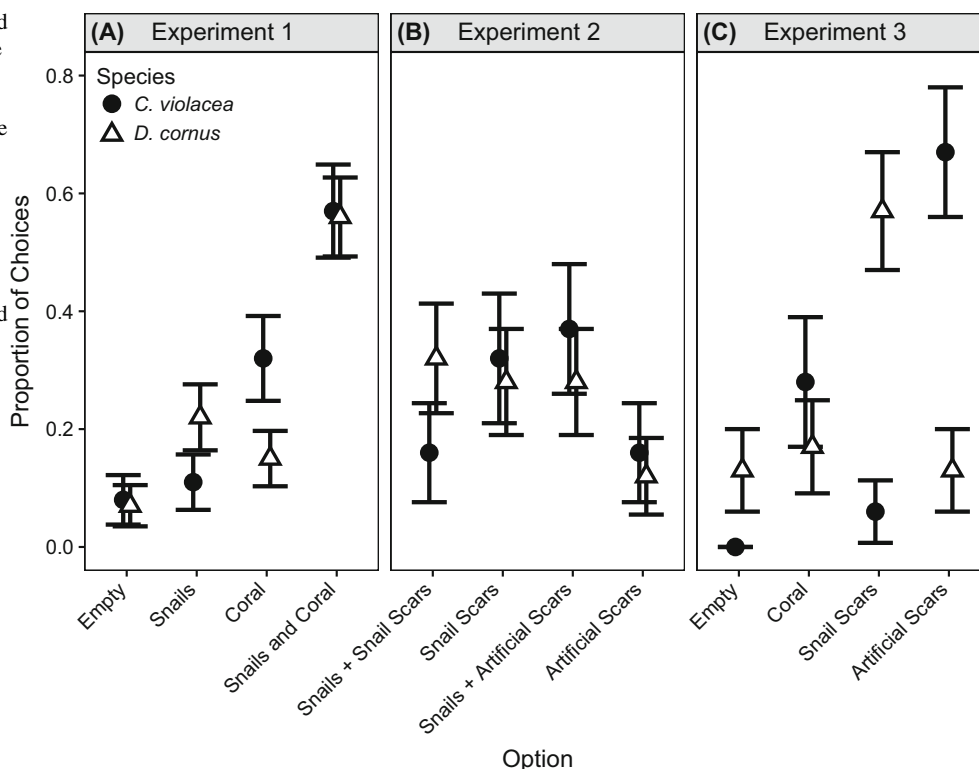 d
e
e
d
(A) Experiment 1
(B) Experiment 2
(C) Experiment 3
Species
C. violacea
D. cornus
Proportion of Choices
0.8
0.6
0.4
0.2
0.0
Empty
Snails
Coral
Snails and Coral
Snails + Snail Scars
Snail Scars
Snails + Artificial Scars
Artificial Scars
Empty
Coral
Snail Scars
Artificial Scars
Option